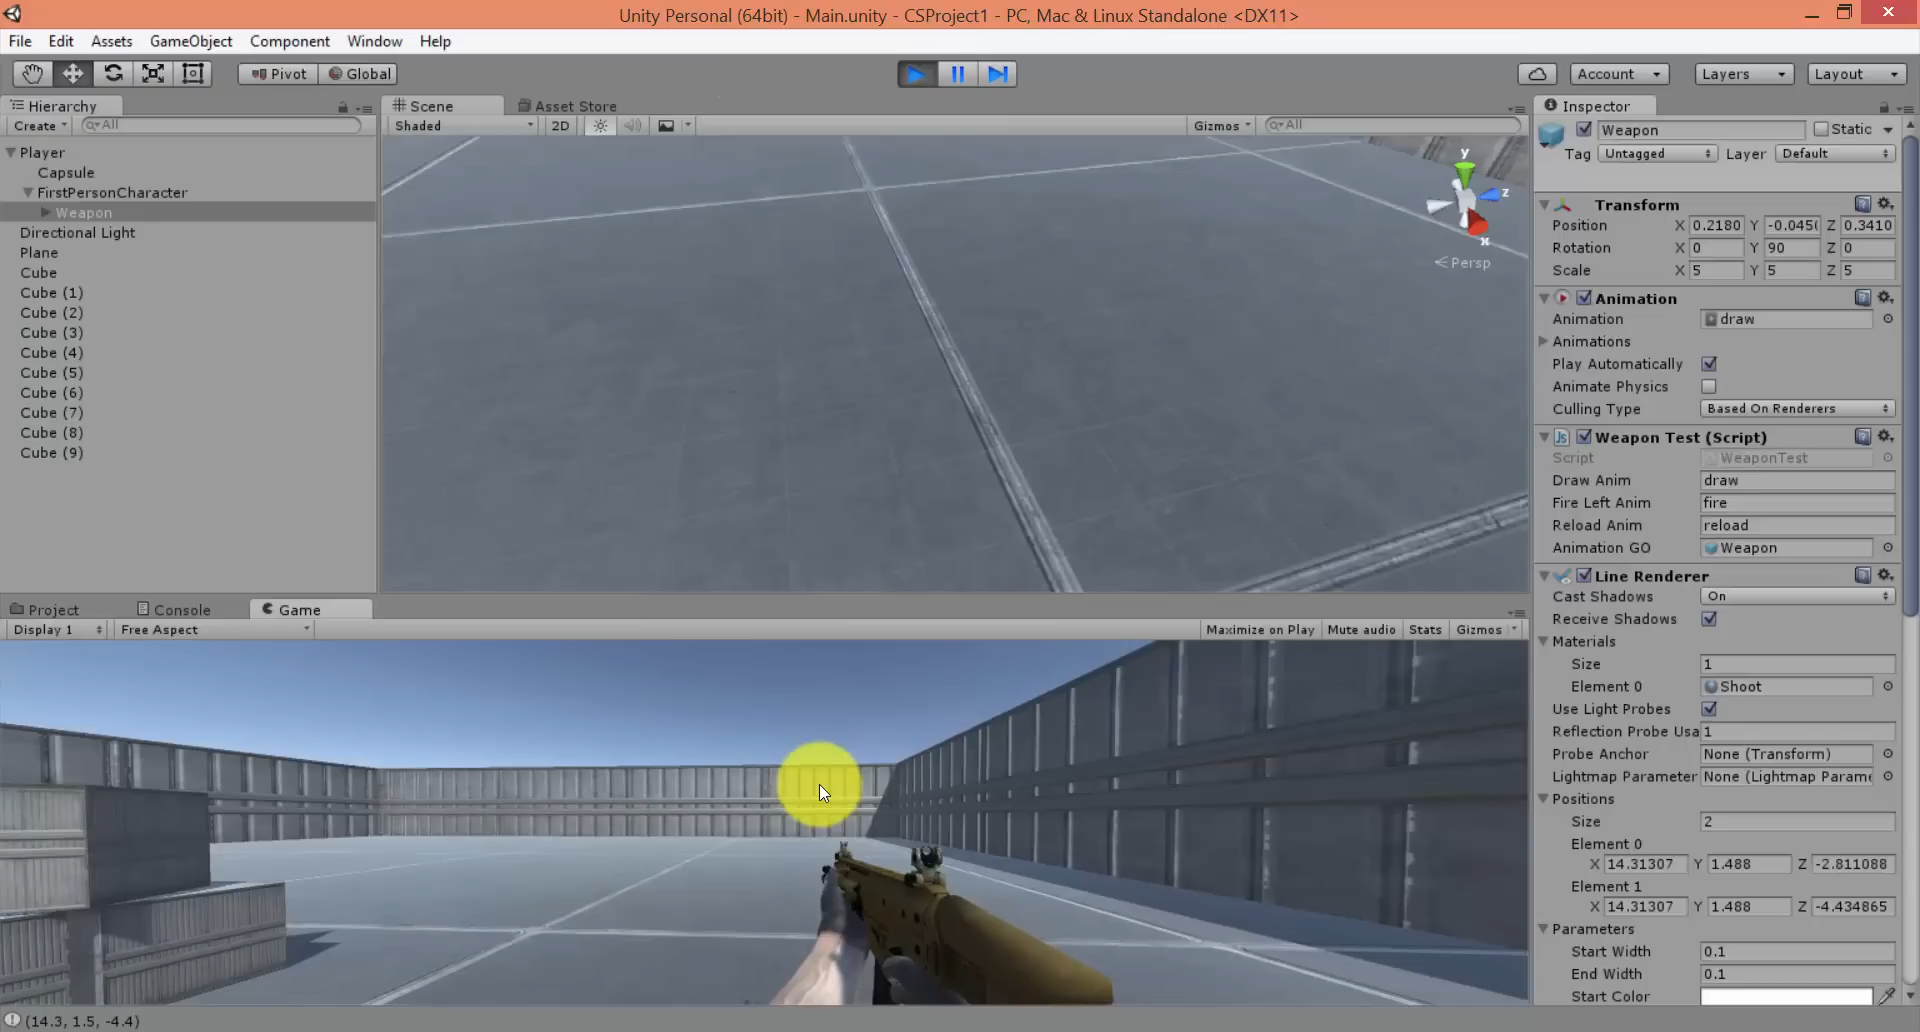 Unity Personal (64bit) - Main.unity - CSProject1 - PC, Mac & Linux Standalone <DX11>
File Edit Assets GameObject Component Window Help
Pivot Global Account Layers Layout
Hierarchy
Create All
Player
Capsule
FirstPersonCharacter
Weapon
Directional Light
Plane
Cube
Cube (1)
Cube (2)
Cube (3)
Cube (4)
Cube (5)
Cube (6)
Cube (7)
Cube (8)
Cube (9)
Scene Asset Store
Shaded 2D Gizmos All
y
z
x
Persp
Project Console Game
Display 1 Free Aspect Maximize on Play Mute audio Stats Gizmos
Inspector
Weapon Static
Tag Untagged Layer Default
Transform
Position X 0.2180 Y -0.045( Z 0.3410
Rotation X 0 Y 90 Z 0
Scale X 5 Y 5 Z 5
Animation
Animation draw
Animations
Play Automatically
Animate Physics
Culling Type Based On Renderers
Js Weapon Test (Script)
Script WeaponTest
Draw Anim draw
Fire Left Anim fire
Reload Anim reload
Animation GO Weapon
Line Renderer
Cast Shadows On
Receive Shadows
Materials
Size 1
Element 0 Shoot
Use Light Probes
Reflection Probe Usa 1
Probe Anchor None (Transform)
Lightmap Parameter None (Lightmap Parame
Positions
Size 2
Element 0
X 14.31307 Y 1.488 Z -2.811088
Element 1
X 14.31307 Y 1.488 Z -4.434865
Parameters
Start Width 0.1
End Width 0.1
Start Color
(14.3, 1.5, -4.4)